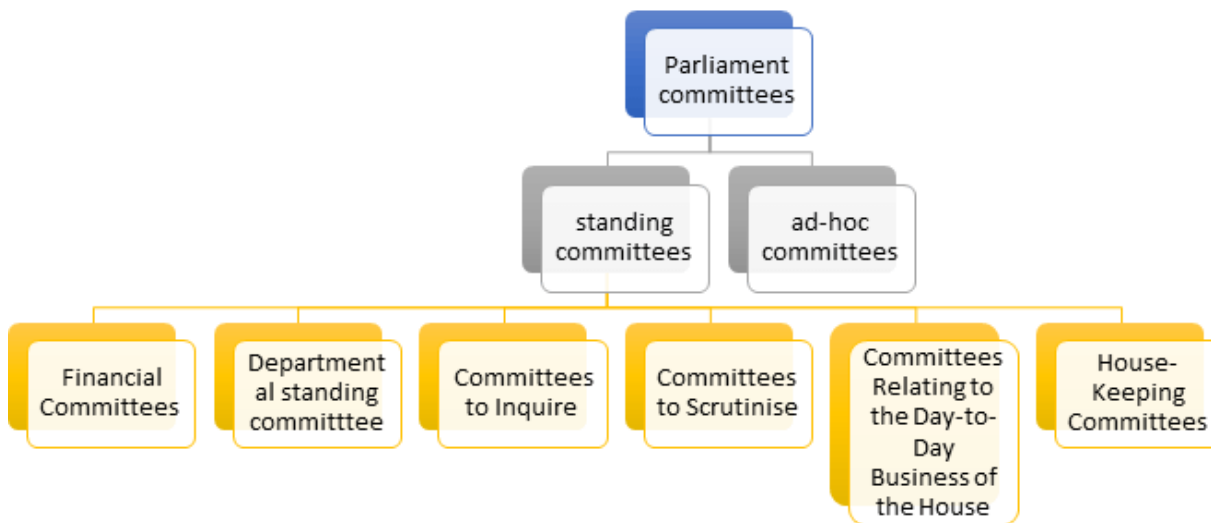 Parliament
committees
standing
committees
ad-hoc
committees
Financial
Committees
Department
al standing
committtee
Committees
to Inquire
Committees
to Scrutinise
Committees
Relating to
the Day-to-
Day
Business of
the House
House-
Keeping
Committees